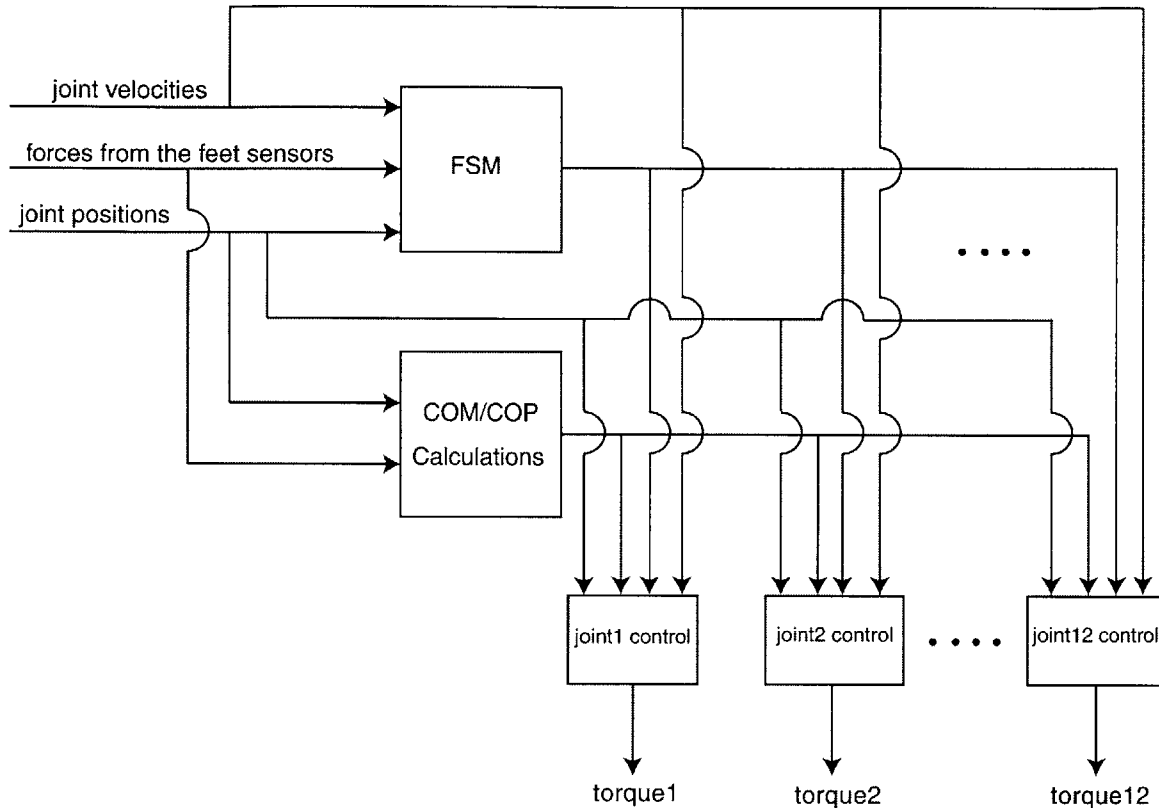 joint velocities
forces from the feet sensors
joint positions
FSM
COM/COP
Calculations
joint1 control
joint2 control
joint12 control
torque1
torque2
torque12